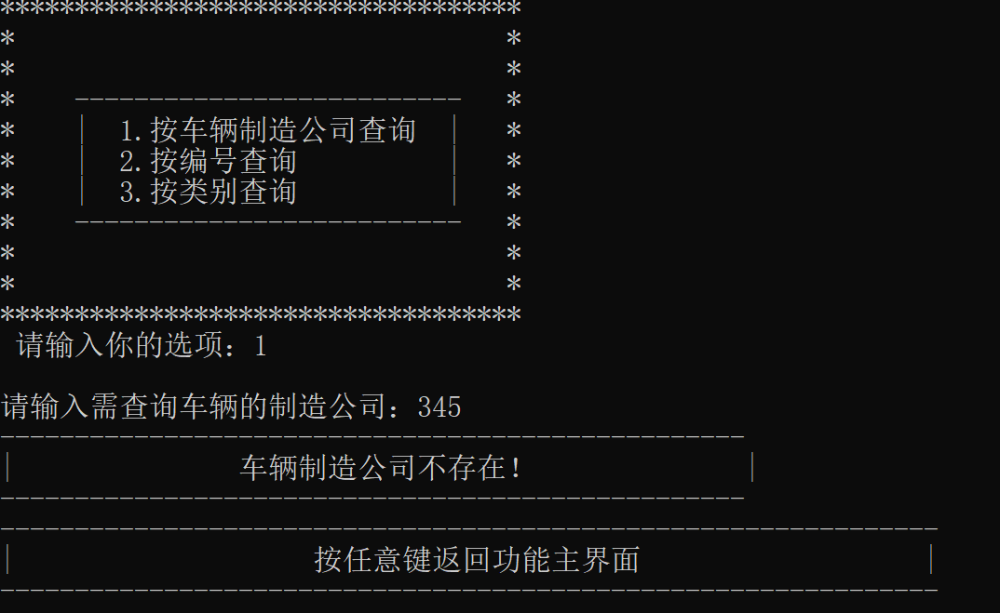 ***********************************
*                                 *
*                                 *
*    --------------------------   *
*    |  1.按车辆制造公司查询  |   *
*    |  2.按编号查询          |   *
*    |  3.按类别查询          |   *
*    --------------------------   *
*                                 *
*                                 *
***********************************
请输入你的选项：1
请输入需查询车辆的制造公司：345
--------------------------------------------------
|               车辆制造公司不存在!               |
--------------------------------------------------
---------------------------------------------------------------
|                    按任意键返回功能主界面                   |
---------------------------------------------------------------